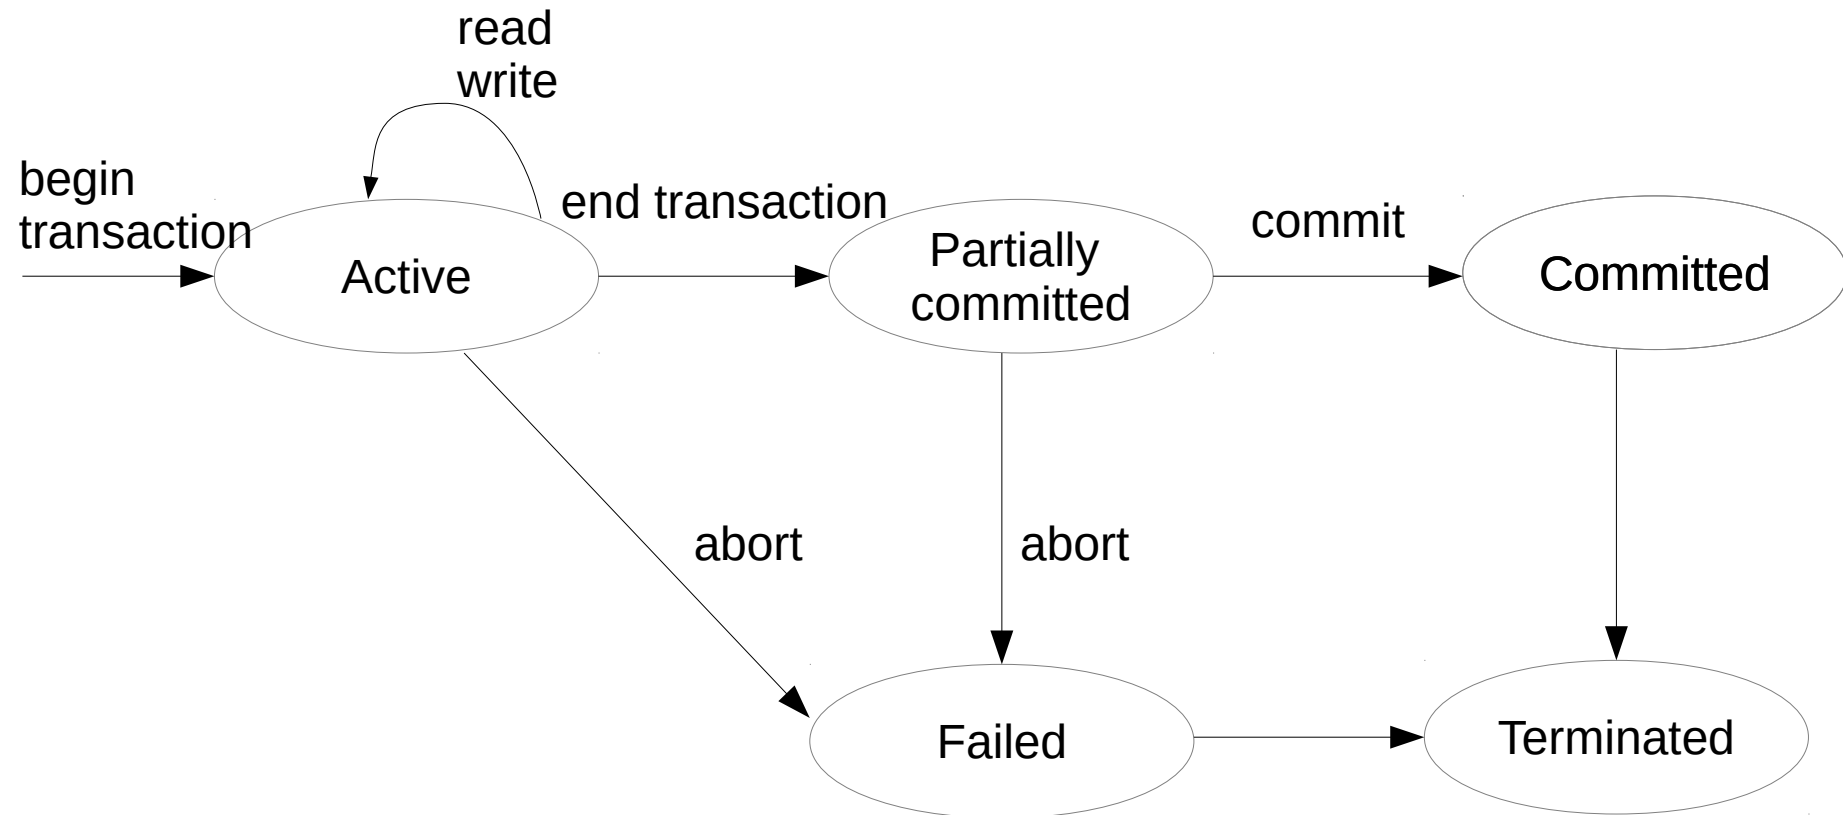 read
write
begin
transaction
end transaction
commit
Active
Partially
committed
Committed
abort
abort
Failed
Terminated